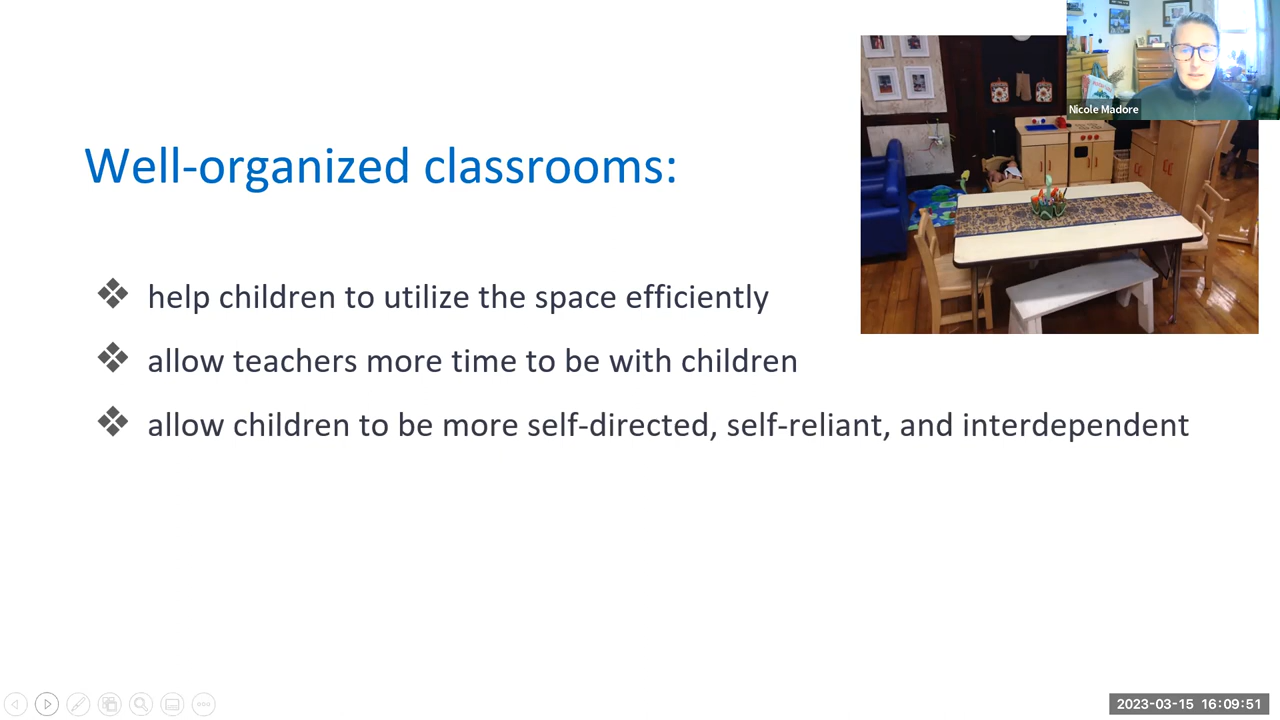 Nicole Madore
Well-organized classrooms:
❖ help children to utilize the space efficiently
❖ allow teachers more time to be with children
❖ allow children to be more self-directed, self-reliant, and interdependent
2023-03-15 16:09:51